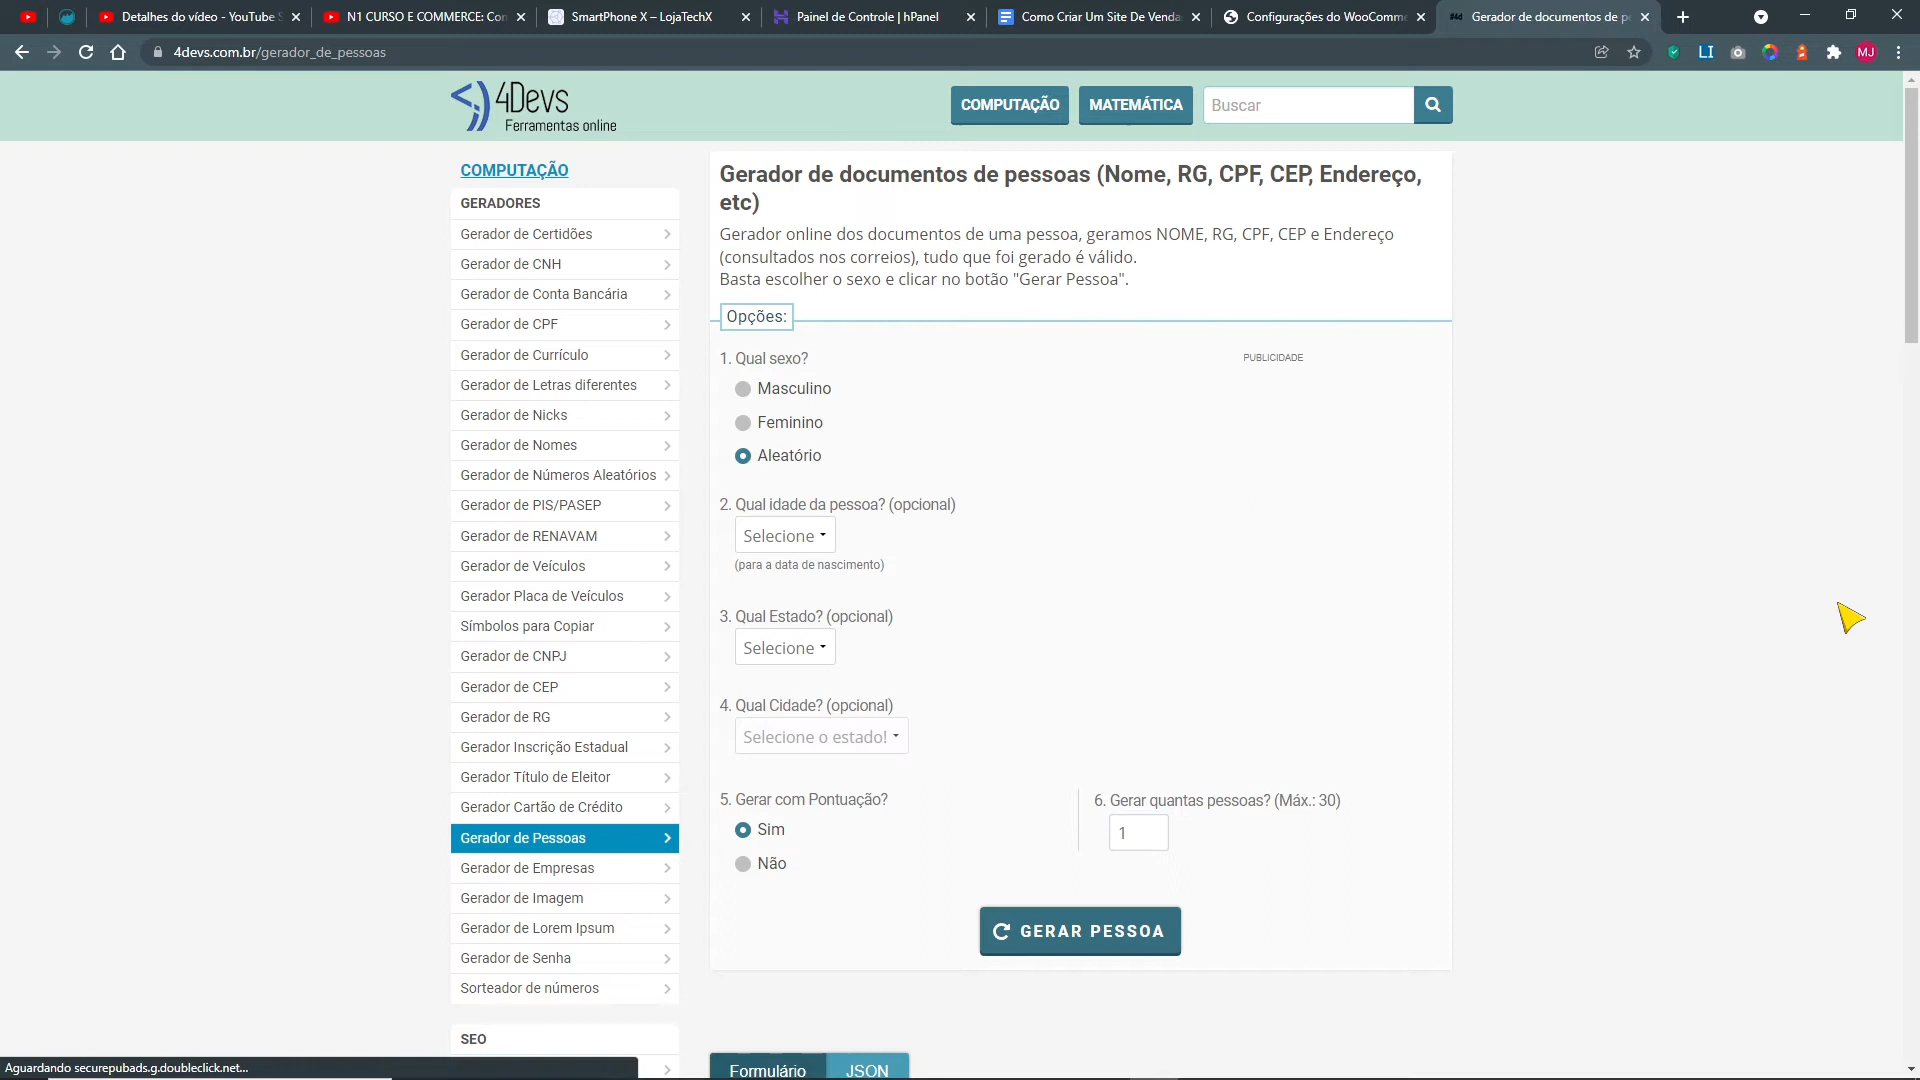 Detalhes do vídeo - YouTube S
N1 CURSO E COMMERCE: Con
SmartPhone X – LojaTechX
Painel de Controle | hPanel
Como Criar Um Site De Venda
Configurações do WooComme
#4d
Gerador de documentos de p
4devs.com.br/gerador_de_pessoas
LI
MJ
4Devs
Ferramentas online
COMPUTAÇÃO
MATEMÁTICA
Buscar
COMPUTAÇÃO
GERADORES
Gerador de Certidões
Gerador de CNH
Gerador de Conta Bancária
Gerador de CPF
Gerador de Currículo
Gerador de Letras diferentes
Gerador de Nicks
Gerador de Nomes
Gerador de Números Aleatórios
Gerador de PIS/PASEP
Gerador de RENAVAM
Gerador de Veículos
Gerador Placa de Veículos
Símbolos para Copiar
Gerador de CNPJ
Gerador de CEP
Gerador de RG
Gerador Inscrição Estadual
Gerador Título de Eleitor
Gerador Cartão de Crédito
Gerador de Pessoas
Gerador de Empresas
Gerador de Imagem
Gerador de Lorem Ipsum
Gerador de Senha
Sorteador de números
SEO
Gerador de documentos de pessoas (Nome, RG, CPF, CEP, Endereço,
etc)
Gerador online dos documentos de uma pessoa, geramos NOME, RG, CPF, CEP e Endereço
(consultados nos correios), tudo que foi gerado é válido.
Basta escolher o sexo e clicar no botão "Gerar Pessoa".
Opções:
1. Qual sexo?
PUBLICIDADE
Masculino
Feminino
Aleatório
2. Qual idade da pessoa? (opcional)
Selecione
(para a data de nascimento)
3. Qual Estado? (opcional)
Selecione
4. Qual Cidade? (opcional)
Selecione o estado!
5. Gerar com Pontuação?
Sim
Não
6. Gerar quantas pessoas? (Máx.: 30)
1
GERAR PESSOA
Formulário
JSON
Aguardando securepubads.g.doubleclick.net...